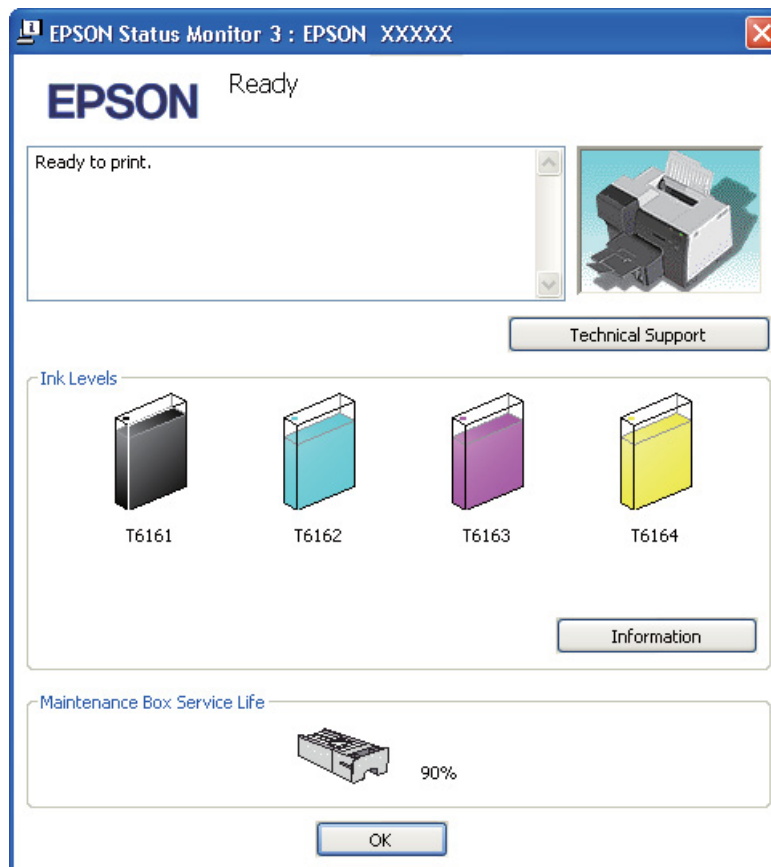 EPSON Status Monitor 3 : EPSON XXXXX
EPSON
Ready
Ready to print.
Technical Support
Ink Levels
T6161
T6162
T6163
T6164
Information
Maintenance Box Service Life
90%
OK